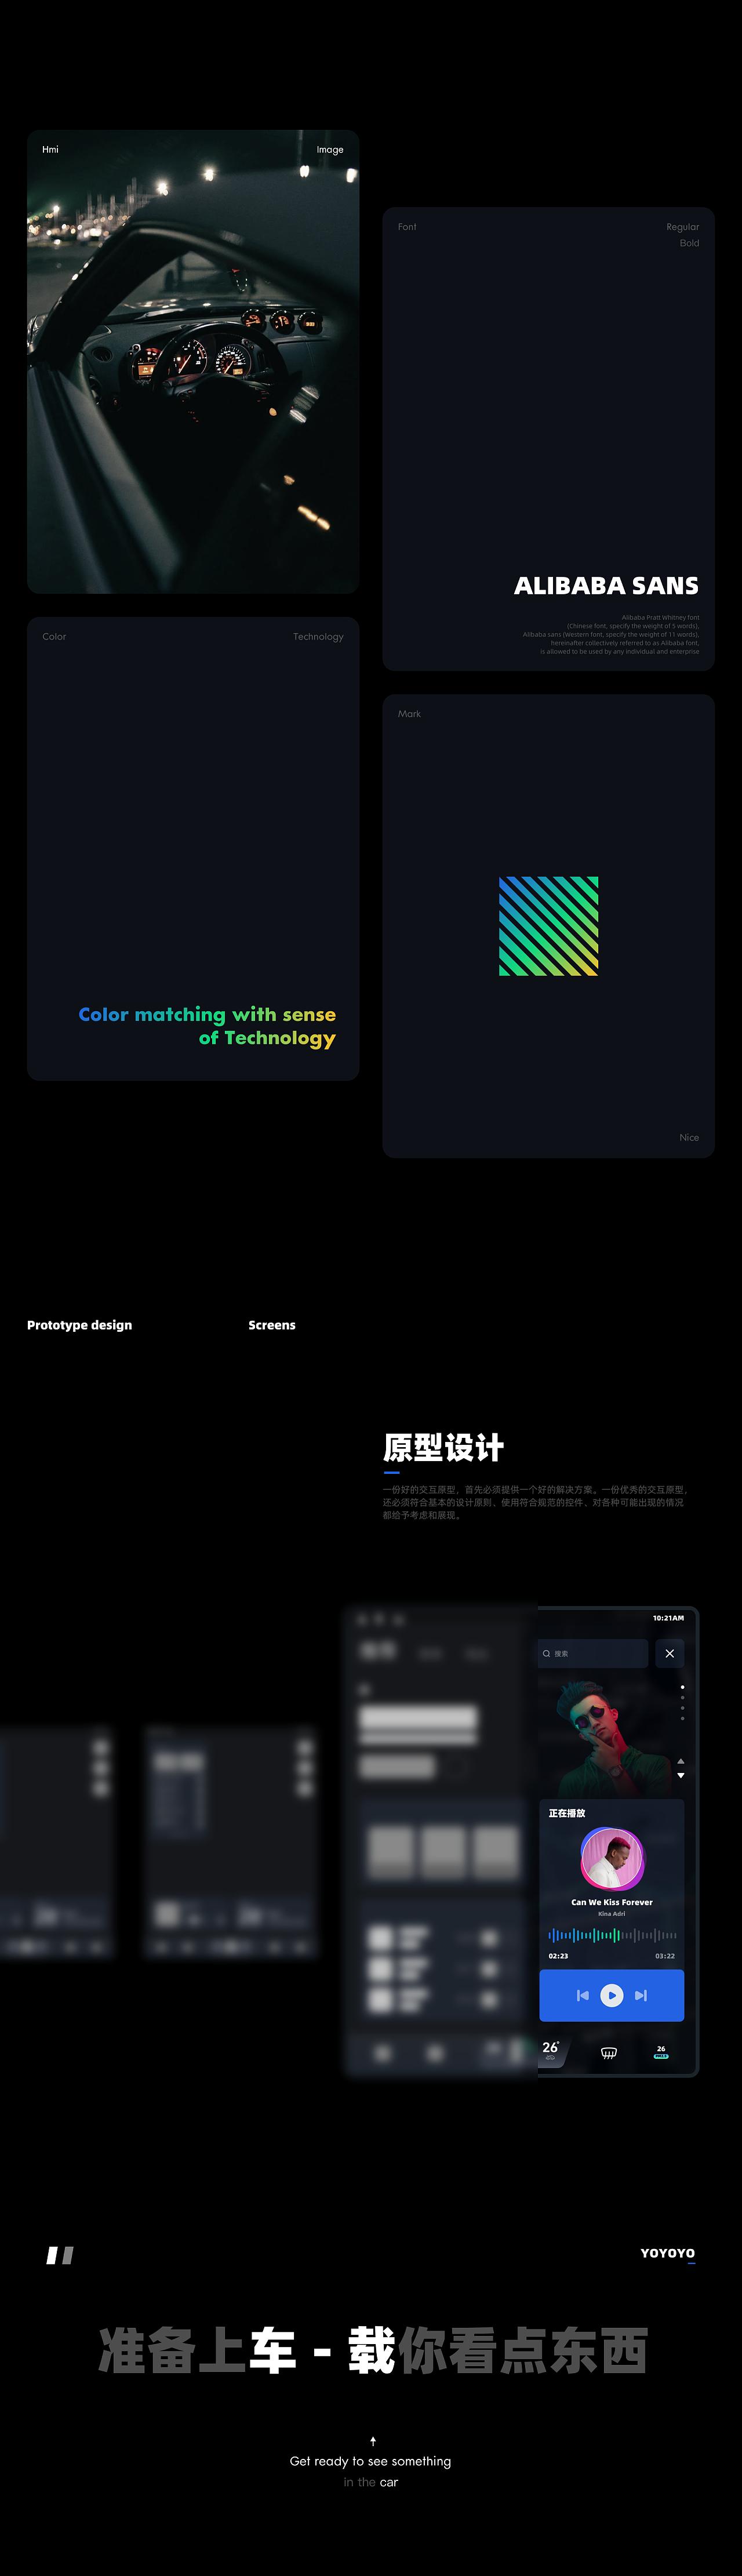 Hmi
Image
Font
Regular
Bold
ALIBABA SANS
Alibaba Pratt Whitney font
(Chinese font, specify the weight of 5 words),
Alibaba sans (Western font, specify the weight of 11 words),
hereinafter collectively referred to as Alibaba font,
is allowed to be used by any individual and enterprise
Color
Technology
Color matching with sense
of Technology
Mark
Nice
Prototype design
Screens
原型设计
一份好的交互原型，首先必须提供一个好的解决方案。一份优秀的交互原型，
还必须符合基本的设计原则、使用符合规范的控件、对各种可能出现的情况
都给予考虑和展现。
10:21AM
搜索
正在播放
Can We Kiss Forever
Kina Adri
02:23
03:22
26°
26
YOYOYO
准备上车 - 载你看点东西
Get ready to see something
in the car